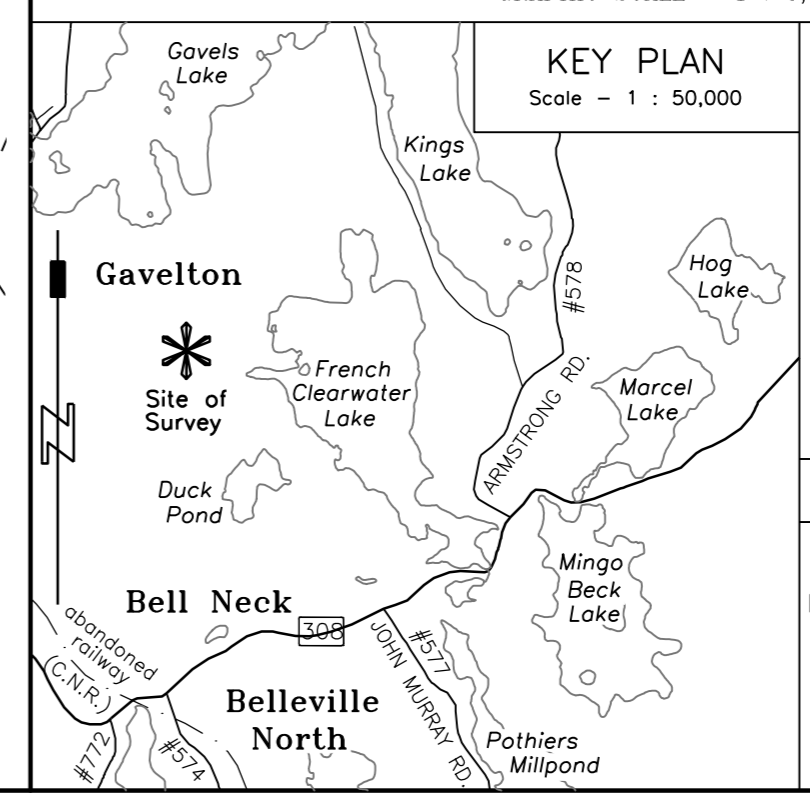 KEY PLAN
Scale - 1 : 50,000
Gavels
Lake
Kings
Lake
Hog
Lake
#578
Gavelton
Site of
Survey
French
Clearwater
Lake
ARMSTRONG RD.
Marcel
Lake
Duck
Pond
Mingo
Beck
Lake
Bell Neck
308
abandoned
railway
(C.N.R.)
#577
JOHN MURRAY RD.
Belleville
North
#772
#574
Pothiers
Millpond